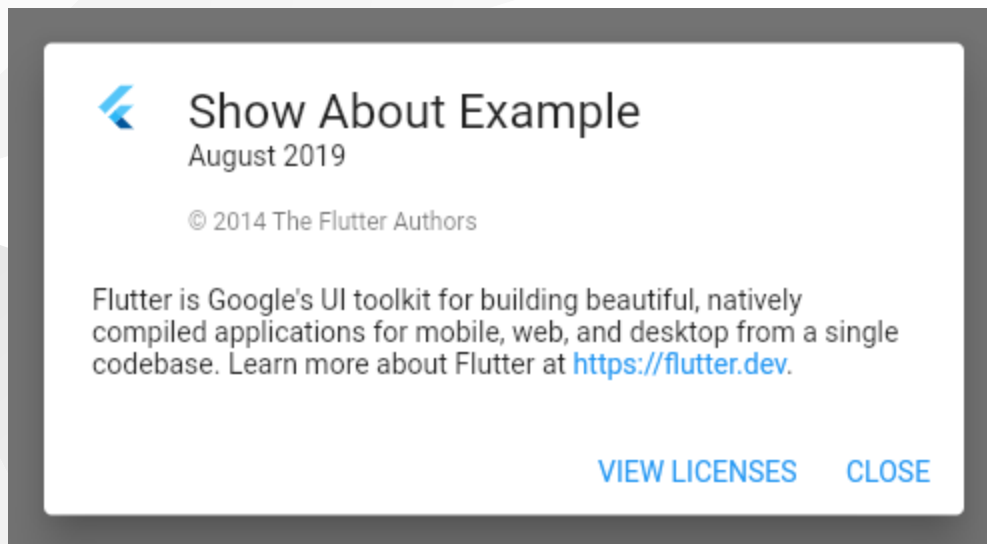 Show About Example
August 2019
© 2014 The Flutter Authors
Flutter is Google's UI toolkit for building beautiful, natively
compiled applications for mobile, web, and desktop from a single
codebase. Learn more about Flutter at https://flutter.dev.
VIEW LICENSES CLOSE